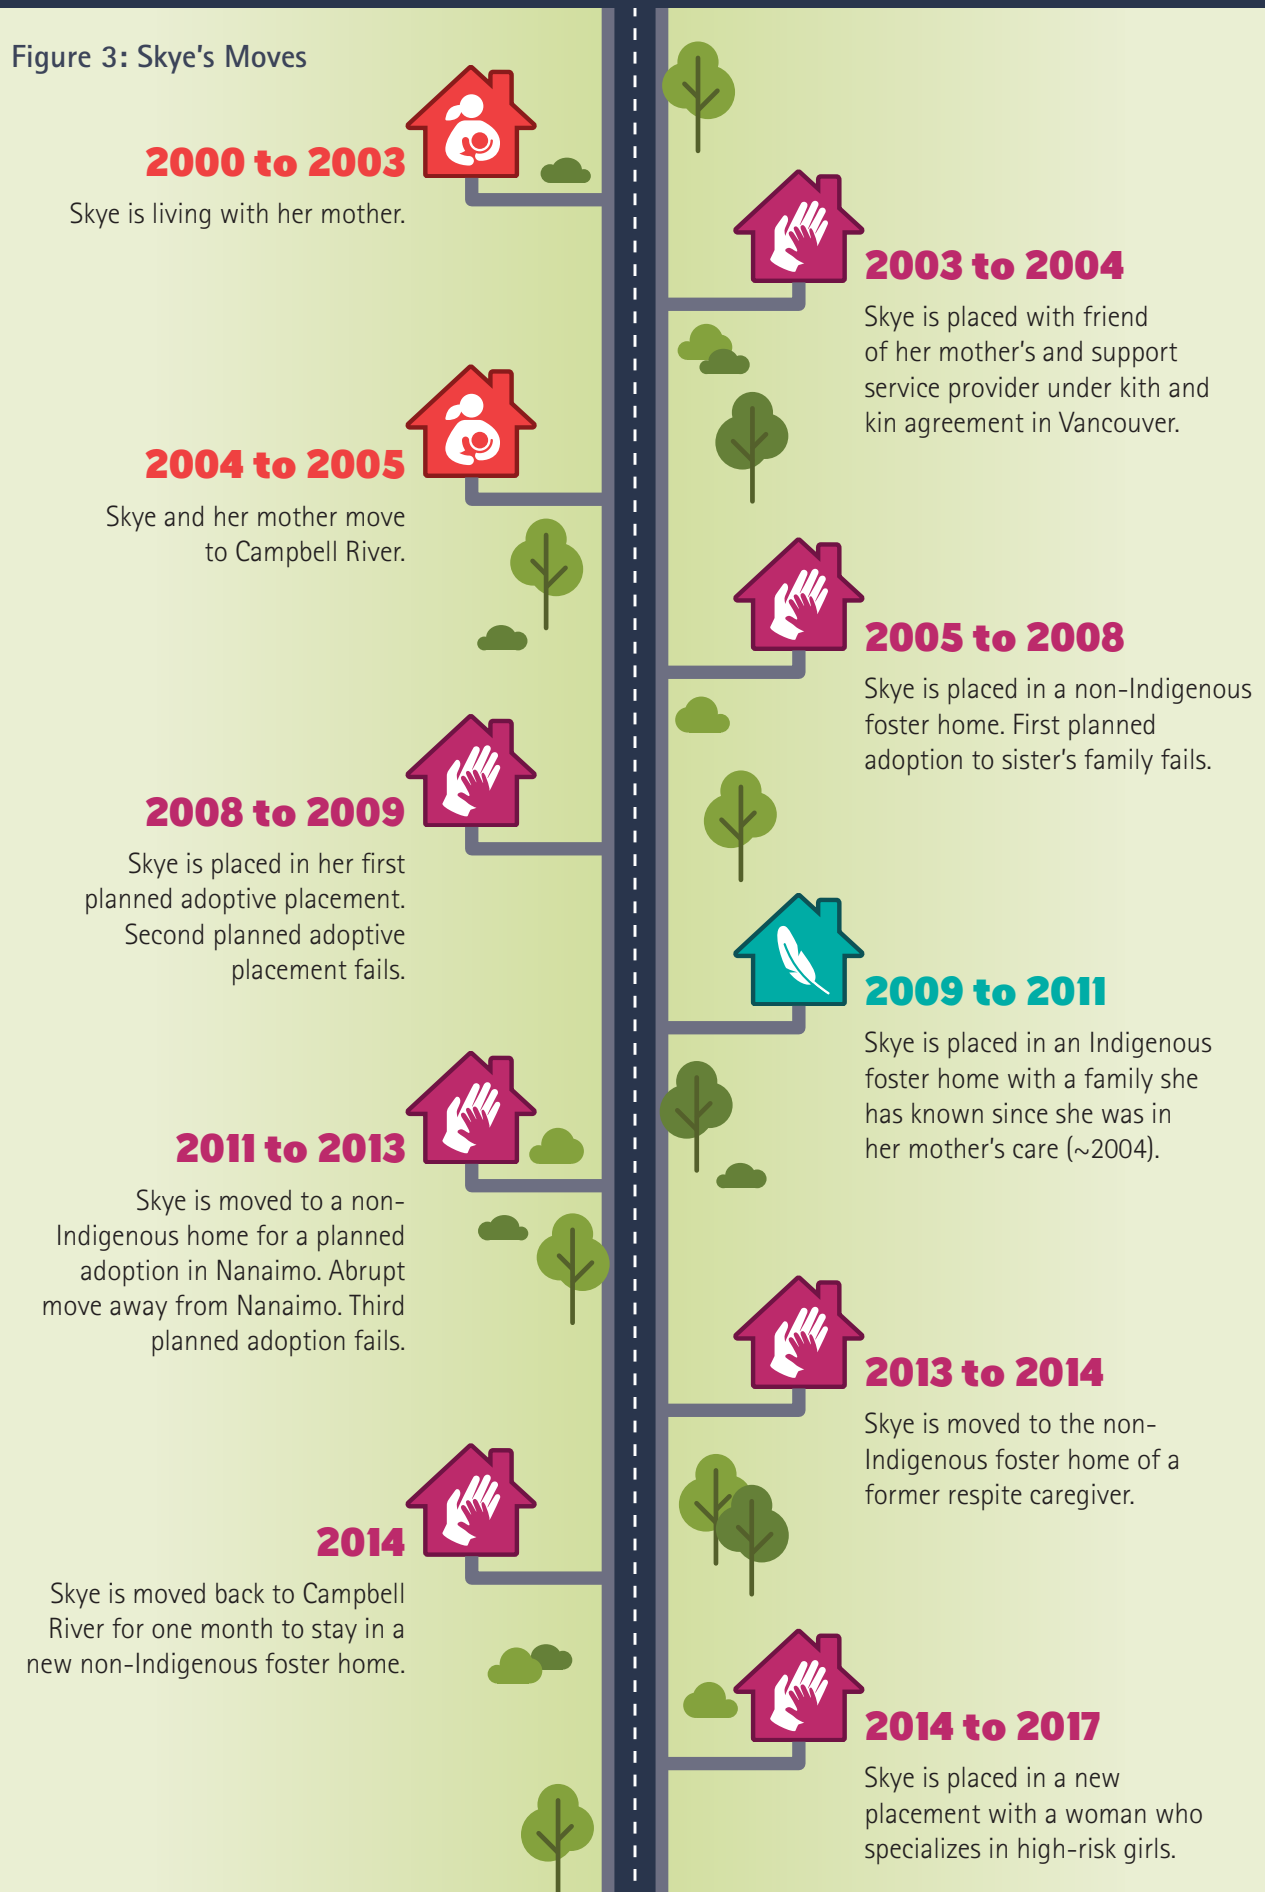 Figure 3: Skye's Moves
2000 to 2003
Skye is living with her mother.
2003 to 2004
Skye is placed with friend
of her mother's and support
service provider under kith and
kin agreement in Vancouver.
2004 to 2005
Skye and her mother move
to Campbell River.
2005 to 2008
Skye is placed in a non-Indigenous
foster home. First planned
adoption to sister's family fails.
2008 to 2009
Skye is placed in her first
planned adoptive placement.
Second planned adoptive
placement fails.
2009 to 2011
Skye is placed in an Indigenous
foster home with a family she
has known since she was in
her mother's care (~2004).
2011 to 2013
Skye is moved to a non-
Indigenous home for a planned
adoption in Nanaimo. Abrupt
move away from Nanaimo. Third
planned adoption fails.
2013 to 2014
Skye is moved to the non-
Indigenous foster home of a
former respite caregiver.
2014
Skye is moved back to Campbell
River for one month to stay in a
new non-Indigenous foster home.
2014 to 2017
Skye is placed in a new
placement with a woman who
specializes in high-risk girls.